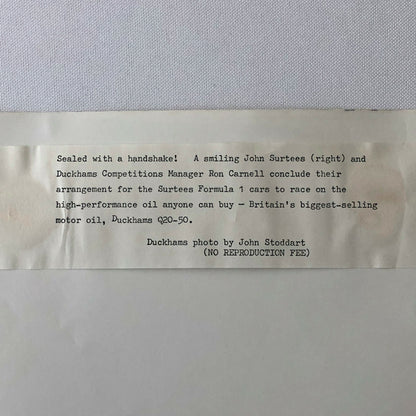 Sealed with a handshake!  A smiling John Surtees (right) and
Duckhams Competitions Manager Ron Carnell conclude their
arrangement for the Surtees Formula 1 cars to race on the
high-performance oil anyone can buy - Britain's biggest-selling
motor oil, Duckhams Q20-50.
Duckhams photo by John Stoddart
(NO REPRODUCTION FEE)